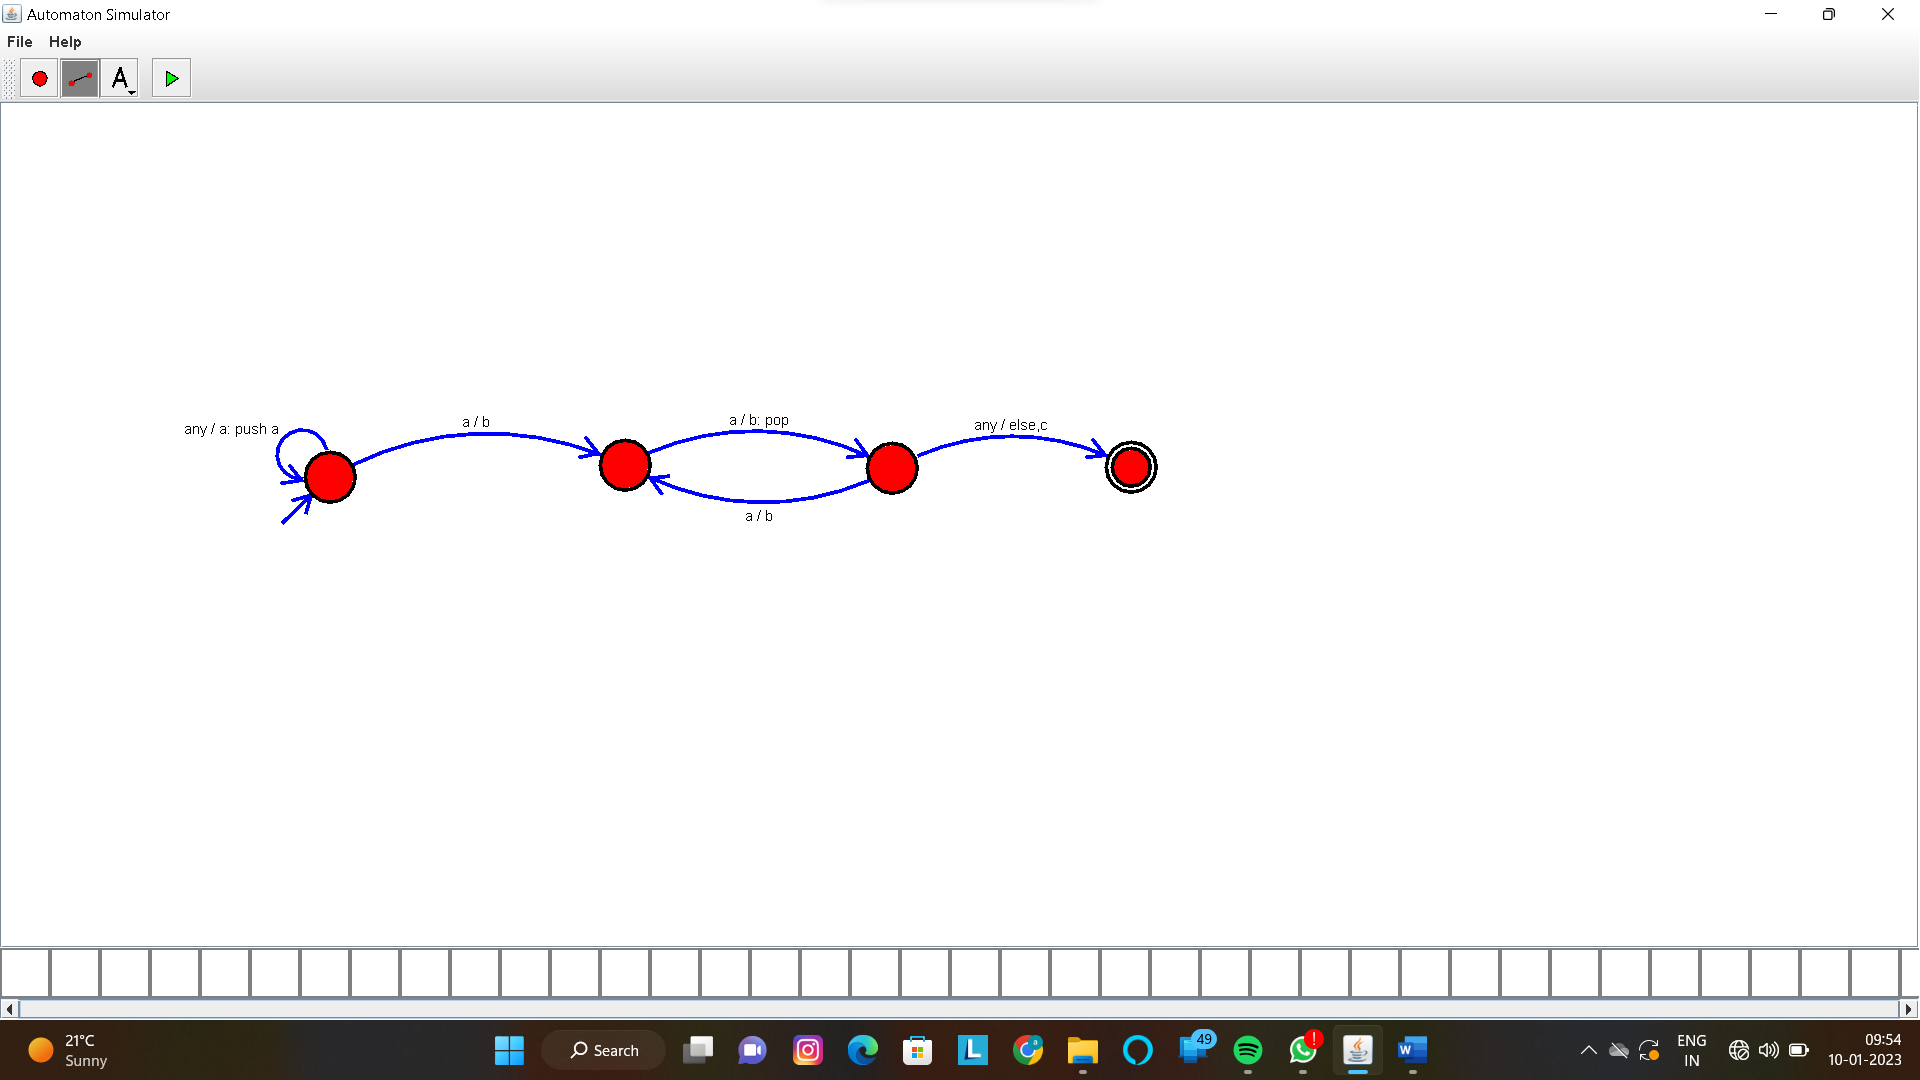 Automaton Simulator
File Help
A
any / a: push a
a / b
a / b: pop
any / else,c
a / b
21°C
Sunny
Search
L
a
49
!
W
ENG
IN
09:54
10-01-2023